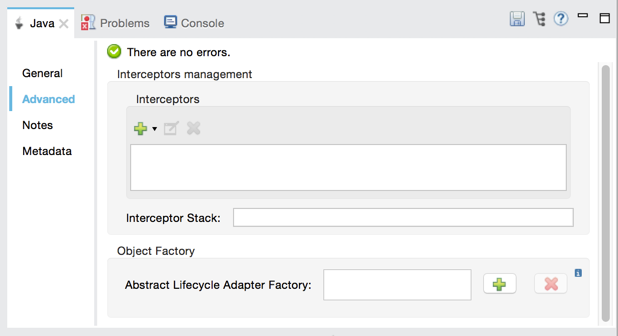 Java Problems Console
There are no errors.
General
Interceptors management
Advanced
Interceptors
Notes
Metadata
Interceptor Stack:
Object Factory
Abstract Lifecycle Adapter Factory: